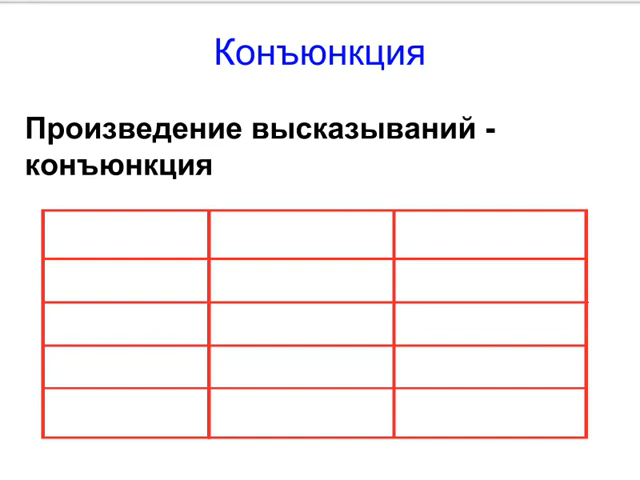 Конъюнкция
Произведение высказываний -
конъюнкция